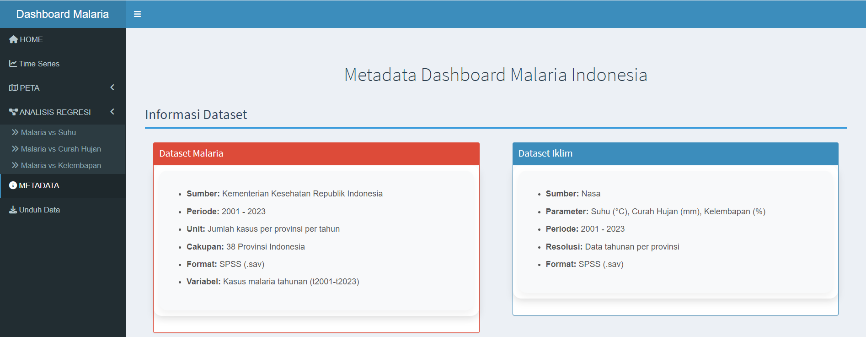 Dashboard Malaria
HOME
Time Series
PETA
ANALISIS REGRESI
Malaria vs Suhu
Malaria vs Curah Hujan
Malaria vs Kelembapan
METADATA
Unduh Data
Metadata Dashboard Malaria Indonesia
Informasi Dataset
Dataset Malaria
Sumber: Kementerian Kesehatan Republik Indonesia
Periode: 2001 - 2023
Unit: Jumlah kasus per provinsi per tahun
Cakupan: 38 Provinsi Indonesia
Format: SPSS (.sav)
Variabel: Kasus malaria tahunan (t2001-t2023)
Dataset Iklim
Sumber: Nasa
Parameter: Suhu (°C), Curah Hujan (mm), Kelembapan (%)
Periode: 2001 - 2023
Resolusi: Data tahunan per provinsi
Format: SPSS (.sav)